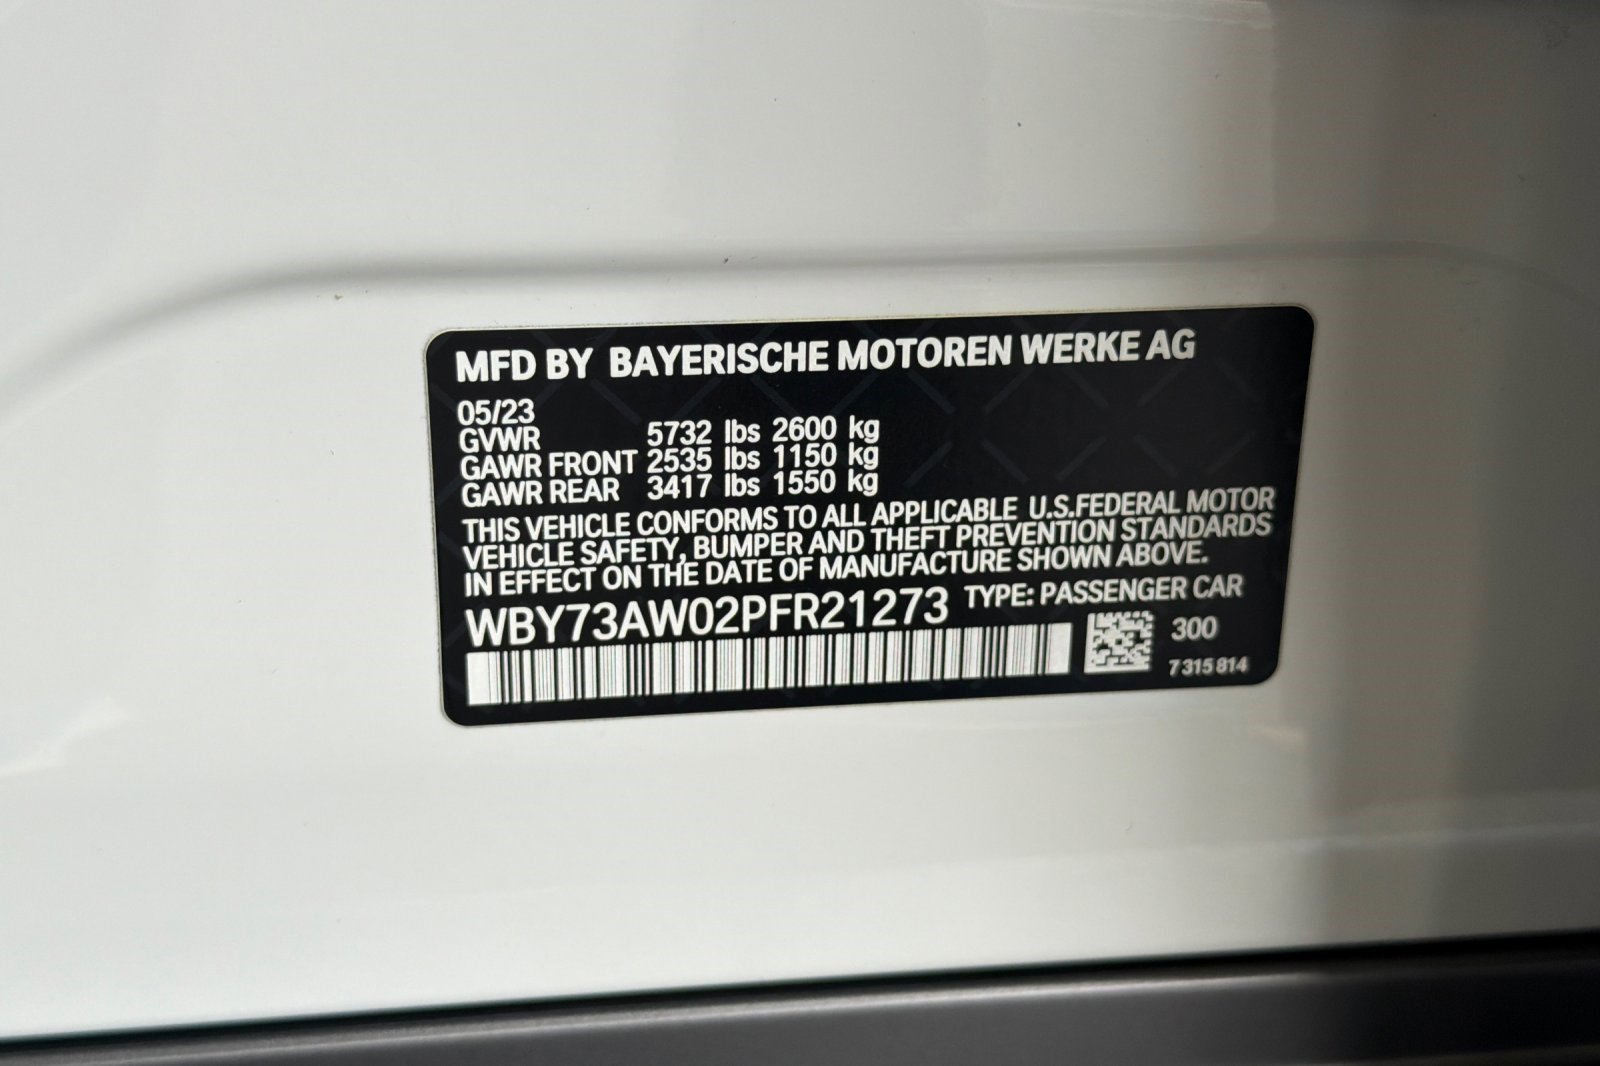 MFD BY BAYERISCHE MOTOREN WERKE AG
05/23
GVWR 5732 lbs 2600 kg
GAWR FRONT 2535 lbs 1150 kg
GAWR REAR 3417 lbs 1550 kg
THIS VEHICLE CONFORMS TO ALL APPLICABLE U.S.FEDERAL MOTOR
VEHICLE SAFETY, BUMPER AND THEFT PREVENTION STANDARDS
IN EFFECT ON THE DATE OF MANUFACTURE SHOWN ABOVE.
WBY73AW02PFR21273 TYPE: PASSENGER CAR
300
7 315 814